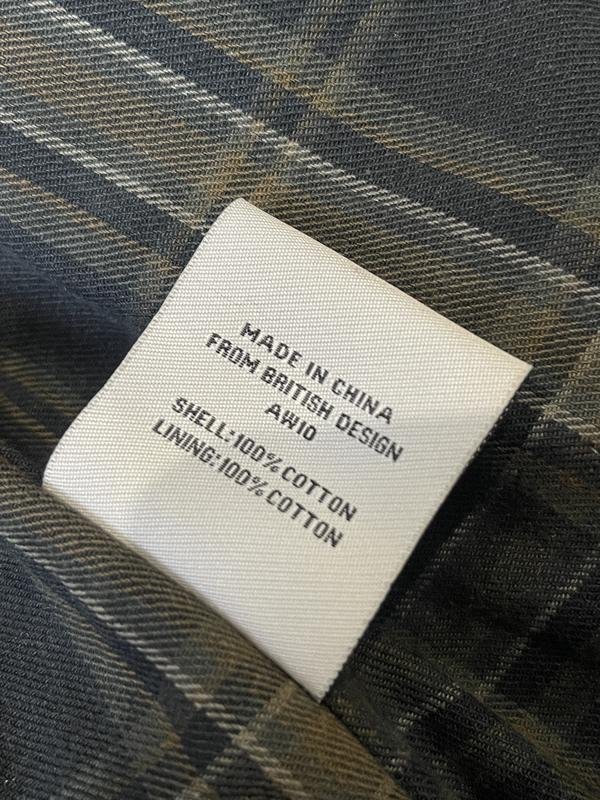 MADE IN CHINA
FROM BRITISH DESIGN
AW10
SHELL:100%COTTON
LINING:100%COTTON